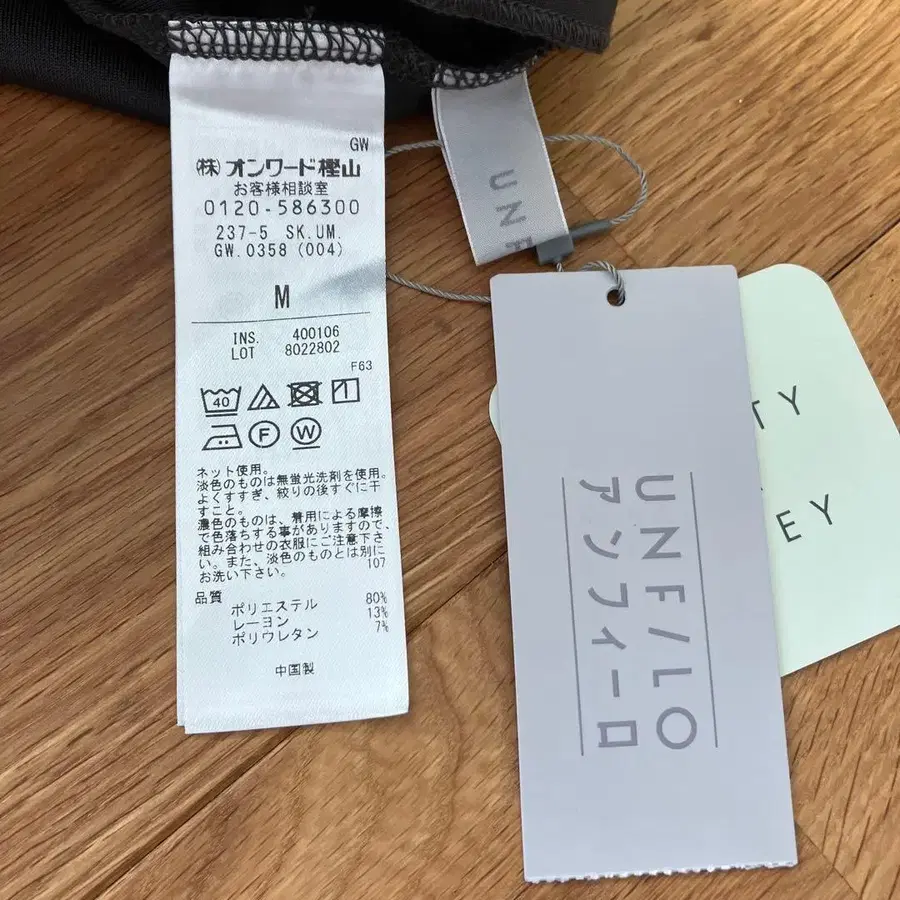 GW
㈱オンワード樫山
お客様相談室
0120-586300
237-5 SK.UM.
GW.0358 (004)
M
INS. 400106
LOT 8022802
F63
40
F
W
ネット使用。
淡色のものは無蛍光洗剤を使用。
よくすすぎ、絞りの後すぐに干
すこと。
濃色のものは、着用による摩擦
で色落ちする事がありますので、
組み合わせの衣服にご注意下さ
い。また、淡色のものとは別に
お洗い下さい。 107
品質
ポリエステル 80%
レーヨン 13%
ポリウレタン 7%
中国製
UNF
UNF/LO
アンフィーロ
TY
EY